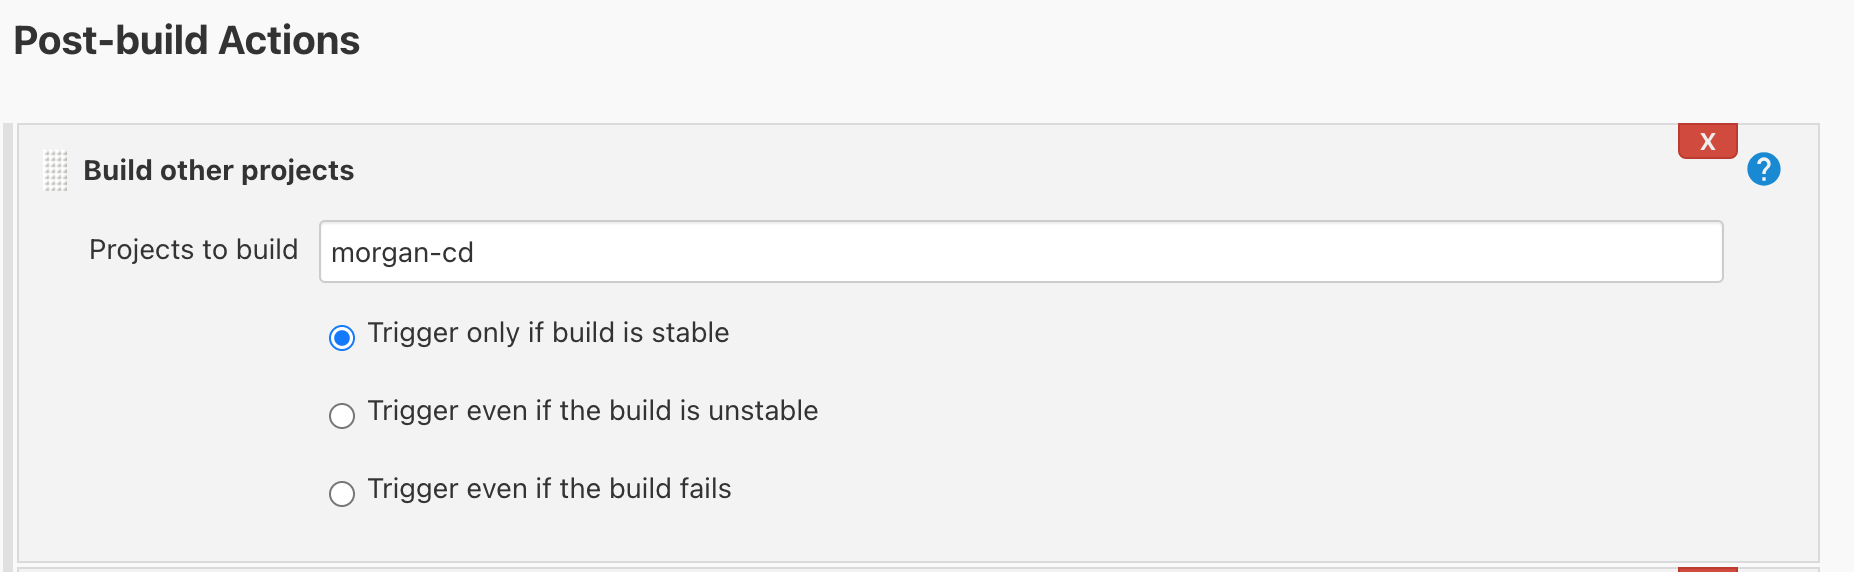 Post-build Actions
X
Build other projects
?
Projects to build
morgan-cd
Trigger only if build is stable
Trigger even if the build is unstable
Trigger even if the build fails